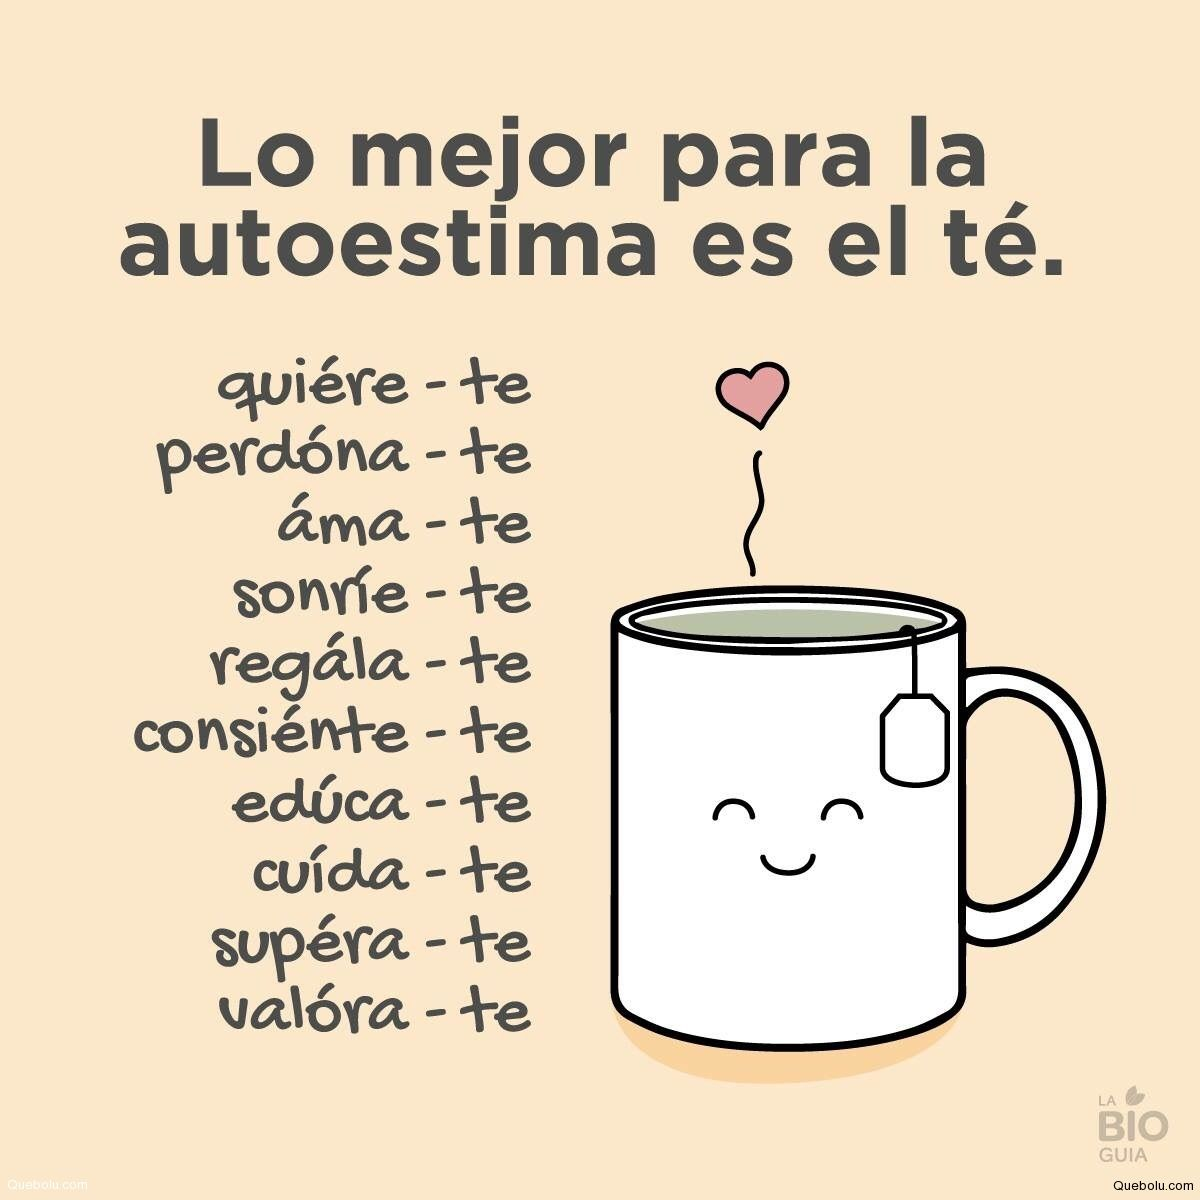 Lo mejor para la
autoestima es el té.
quiére - te
perdóna - te
áma - te
sonríe - te
regála - te
consiénte - te
edúca - te
cuída - te
supéra - te
valóra - te
LA
BIO
GUIA
Quebolu.com
Quebolu.com